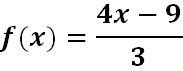 f(x) = (4x − 9) / 3